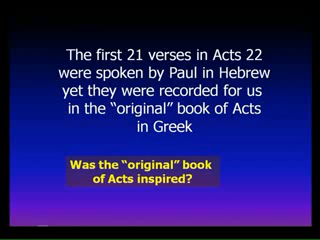 The first 21 verses in Acts 22
were spoken by Paul in Hebrew
yet they were recorded for us
in the “original” book of Acts
in Greek
Was the “original” book
of Acts inspired?